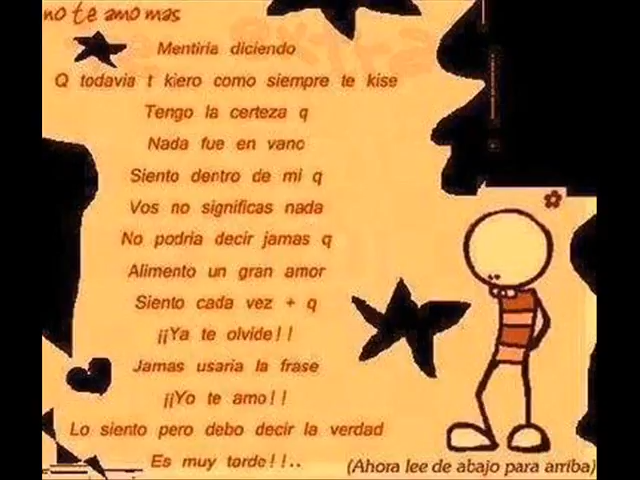 no te amo mas
Mentiria diciendo
Q todavia t kiero como siempre te kise
Tengo la certeza q
Nada fue en vano
Siento dentro de mi q
Vos no significas nada
No podria decir jamas q
Alimento un gran amor
Siento cada vez + q
¡¡Ya te olvide!!
Jamas usaria la frase
¡¡Yo te amo!!
Lo siento pero debo decir la verdad
Es muy tarde!!..
(Ahora lee de abajo para arriba)